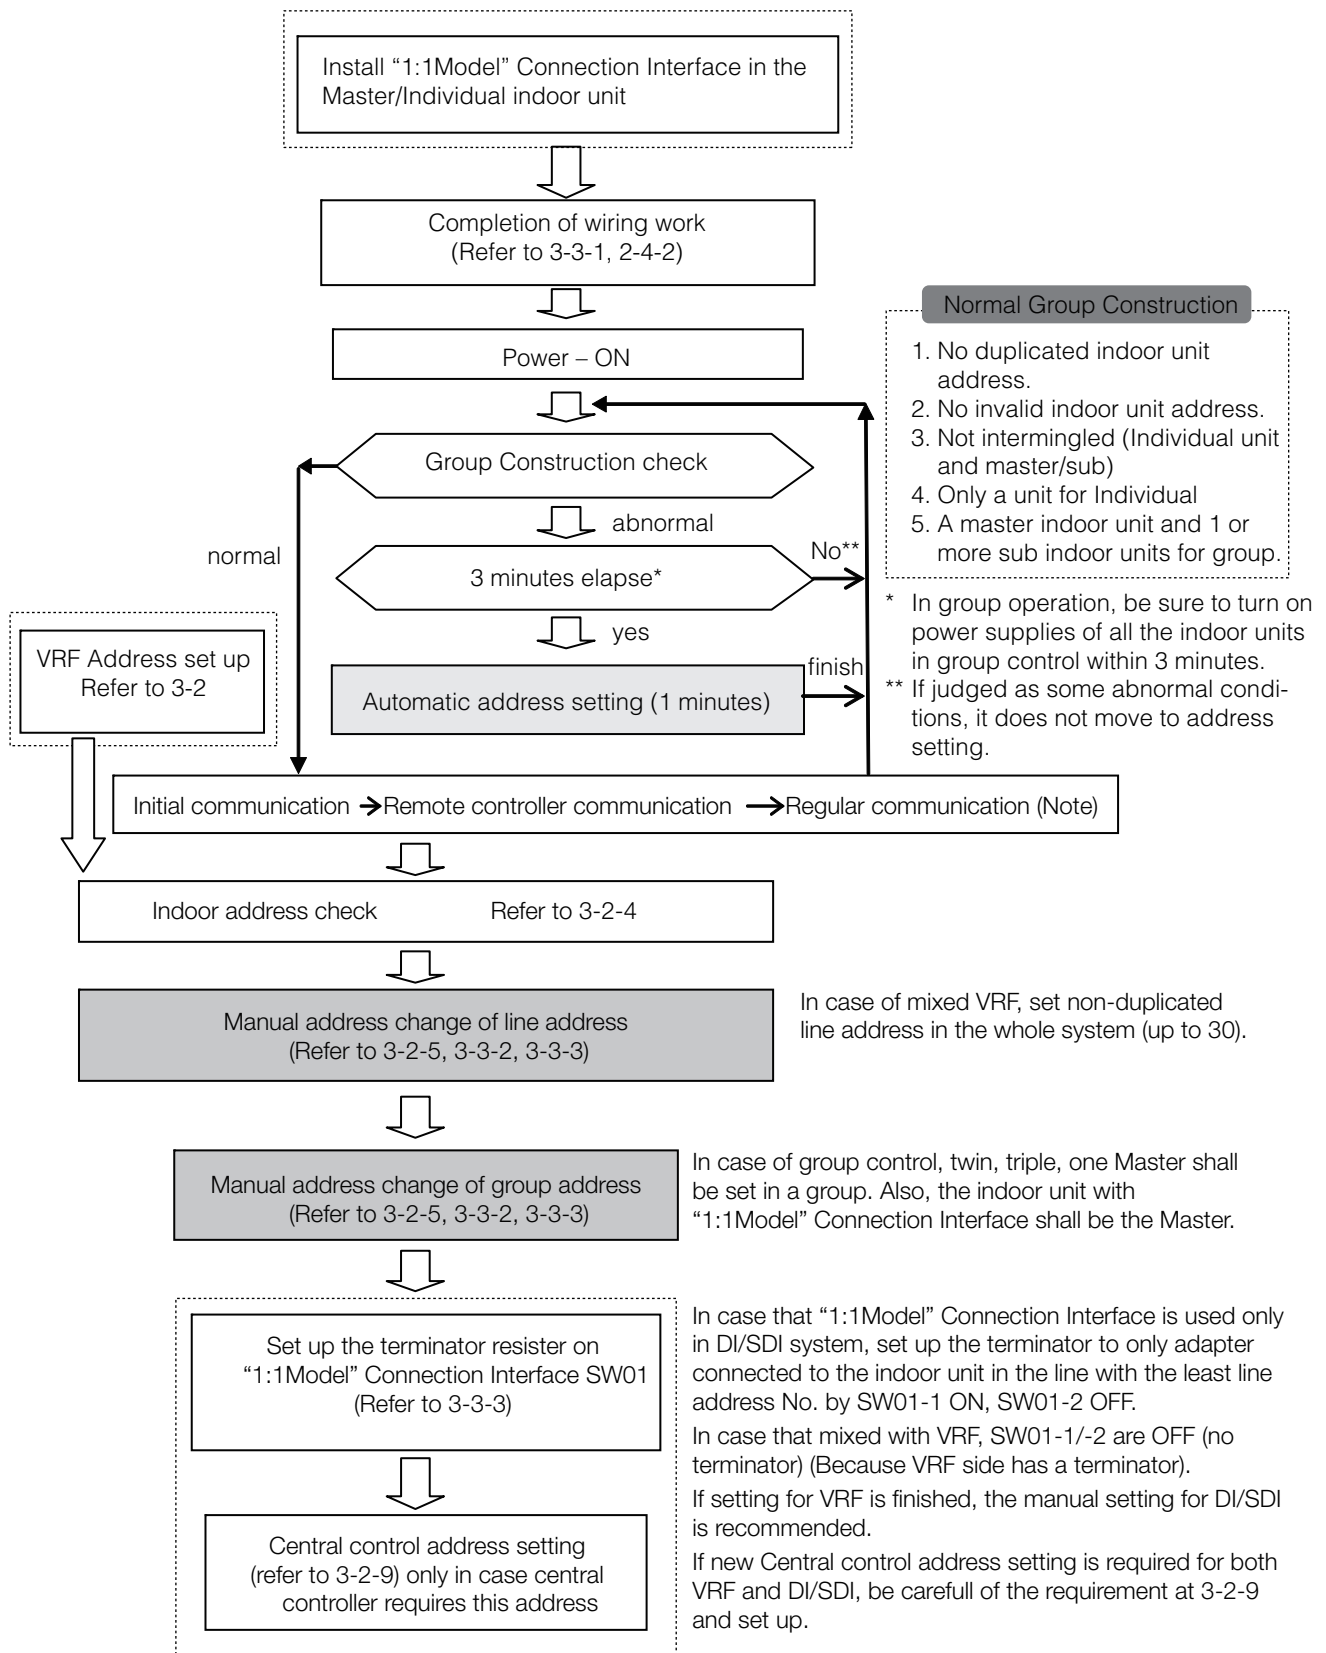 Install “1:1Model” Connection Interface in the
Master/Individual indoor unit
Completion of wiring work
(Refer to 3-3-1, 2-4-2)
Power – ON
Normal Group Construction
1. No duplicated indoor unit
address.
2. No invalid indoor unit address.
3. Not intermingled (Individual unit
and master/sub)
4. Only a unit for Individual
5. A master indoor unit and 1 or
more sub indoor units for group.
Group Construction check
abnormal
normal
No**
3 minutes elapse*
yes
finish
* In group operation, be sure to turn on
power supplies of all the indoor units
in group control within 3 minutes.
** If judged as some abnormal condi-
tions, it does not move to address
setting.
VRF Address set up
Refer to 3-2
Automatic address setting (1 minutes)
Initial communication → Remote controller communication → Regular communication (Note)
Indoor address check Refer to 3-2-4
Manual address change of line address
(Refer to 3-2-5, 3-3-2, 3-3-3)
In case of mixed VRF, set non-duplicated
line address in the whole system (up to 30).
Manual address change of group address
(Refer to 3-2-5, 3-3-2, 3-3-3)
In case of group control, twin, triple, one Master shall
be set in a group. Also, the indoor unit with
“1:1Model” Connection Interface shall be the Master.
Set up the terminator resister on
“1:1Model” Connection Interface SW01
(Refer to 3-3-3)
In case that “1:1Model” Connection Interface is used only
in DI/SDI system, set up the terminator to only adapter
connected to the indoor unit in the line with the least line
address No. by SW01-1 ON, SW01-2 OFF.
In case that mixed with VRF, SW01-1/-2 are OFF (no
terminator) (Because VRF side has a terminator).
If setting for VRF is finished, the manual setting for DI/SDI
is recommended.
If new Central control address setting is required for both
VRF and DI/SDI, be carefull of the requirement at 3-2-9
and set up.
Central control address setting
(refer to 3-2-9) only in case central
controller requires this address